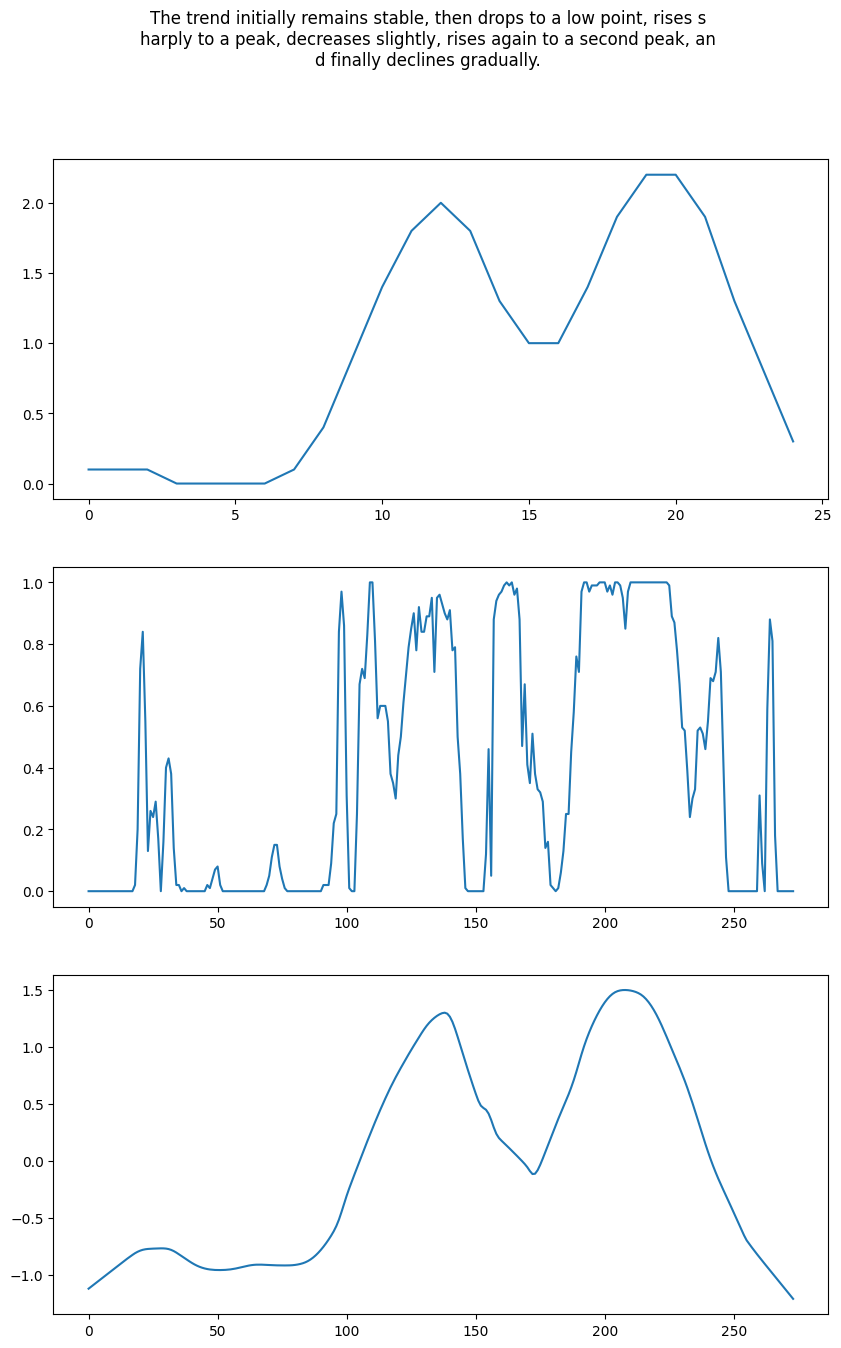 The trend initially remains stable, then drops to a low point, rises s
harply to a peak, decreases slightly, rises again to a second peak, an
d finally declines gradually.
2.0
1.5
1.0
0.5
0.0
0 5 10 15 20 25
1.0
0.8
0.6
0.4
0.2
0.0
0 50 100 150 200 250
1.5
1.0
0.5
0.0
−0.5
−1.0
0 50 100 150 200 250